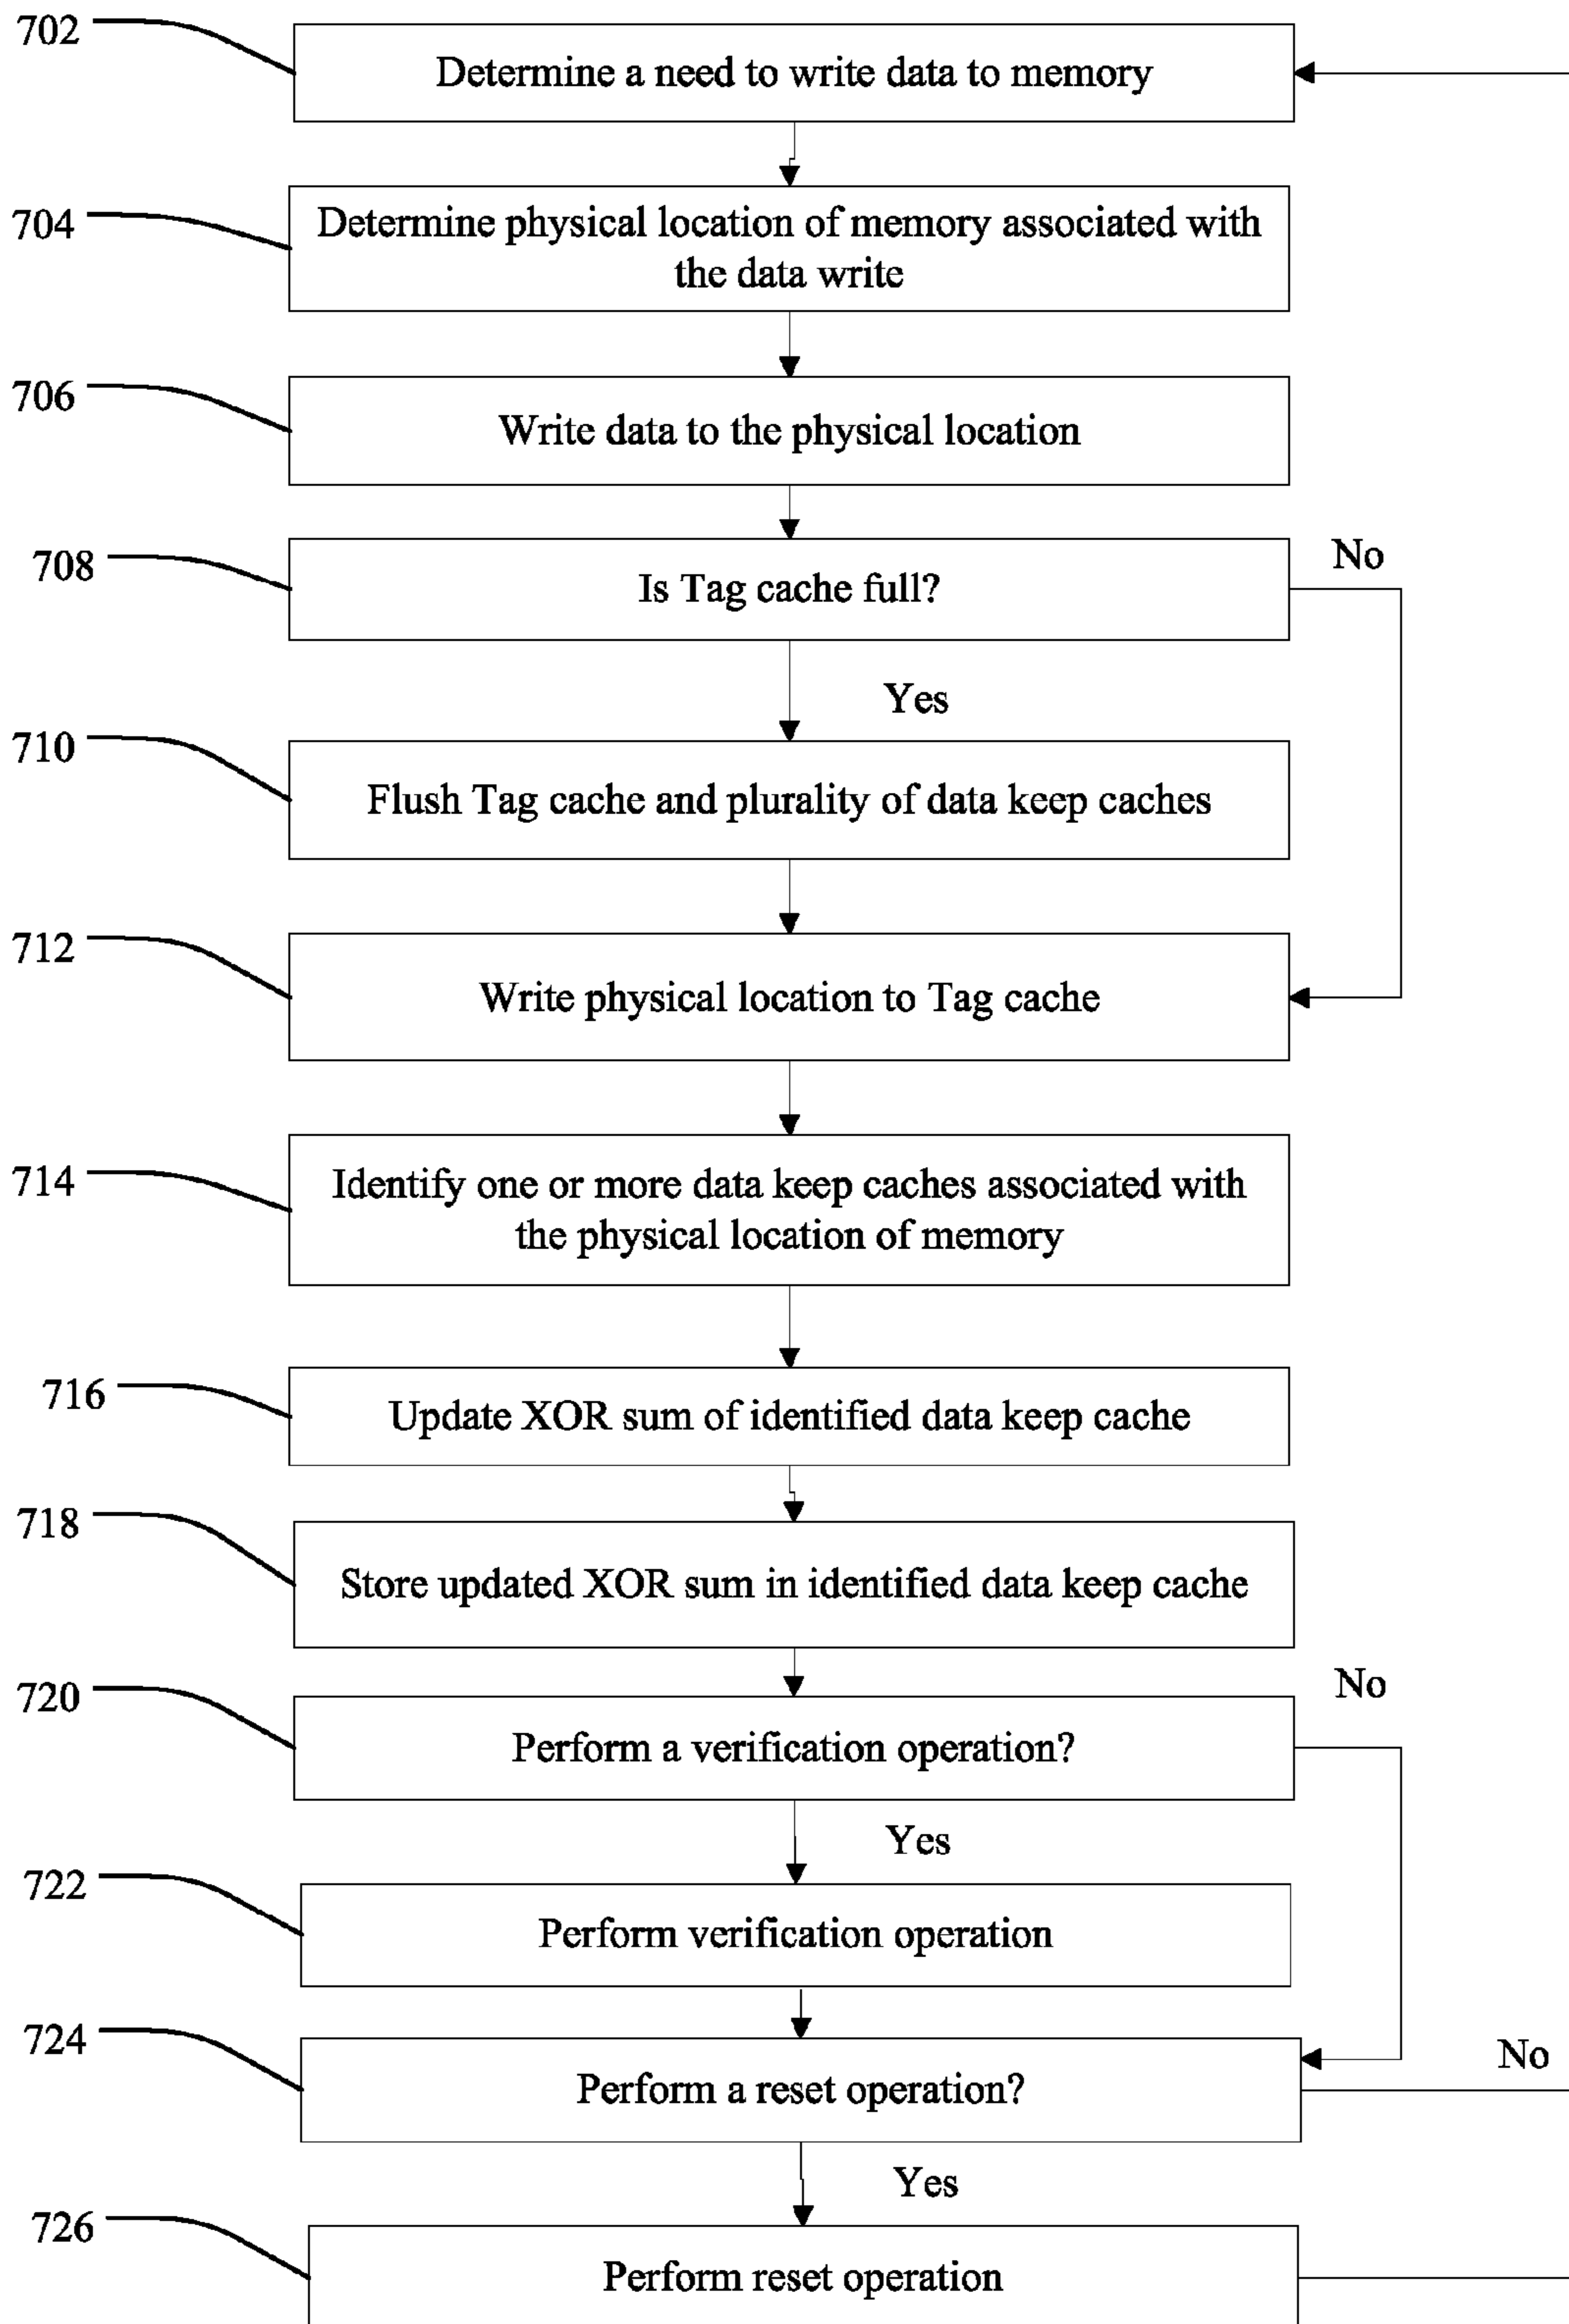 702
Determine a need to write data to memory
704
Determine physical location of memory associated with
the data write
706
Write data to the physical location
708
Is Tag cache full?
No
Yes
710
Flush Tag cache and plurality of data keep caches
712
Write physical location to Tag cache
714
Identify one or more data keep caches associated with
the physical location of memory
716
Update XOR sum of identified data keep cache
718
Store updated XOR sum in identified data keep cache
720
Perform a verification operation?
No
Yes
722
Perform verification operation
724
Perform a reset operation?
No
Yes
726
Perform reset operation